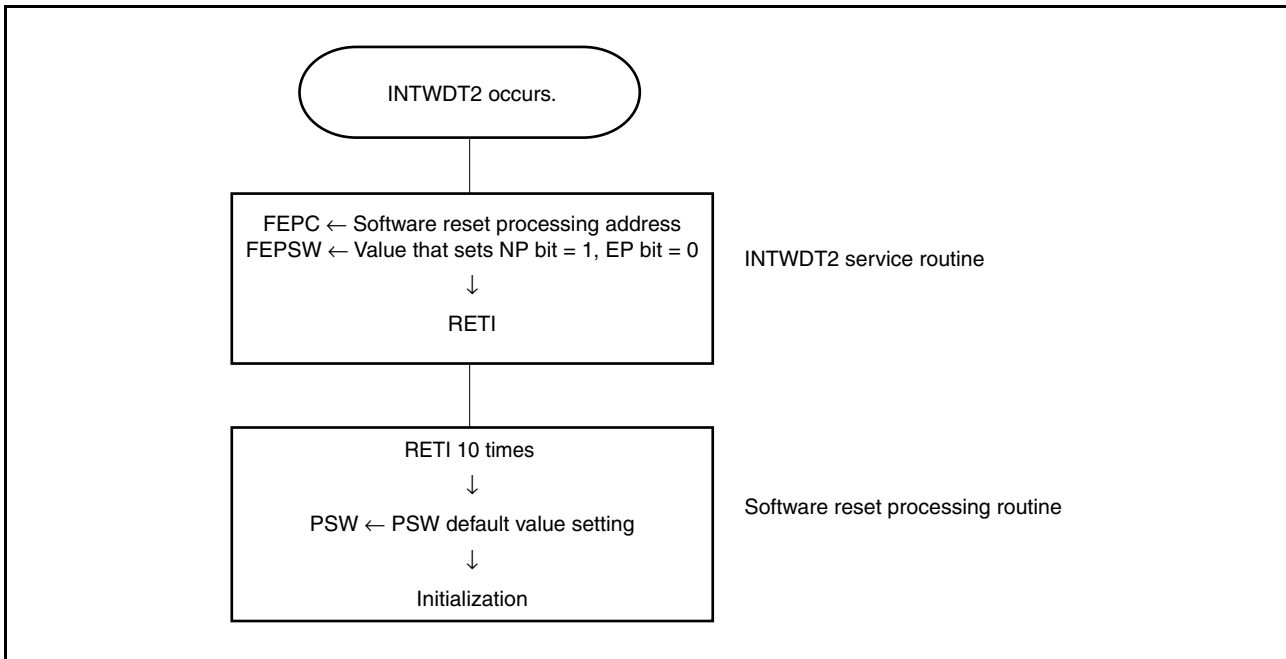 INTWDT2 occurs.
FEPC ← Software reset processing address
FEPSW ← Value that sets NP bit = 1, EP bit = 0
↓
RETI
INTWDT2 service routine
RETI 10 times
↓
PSW ← PSW default value setting
↓
Initialization
Software reset processing routine